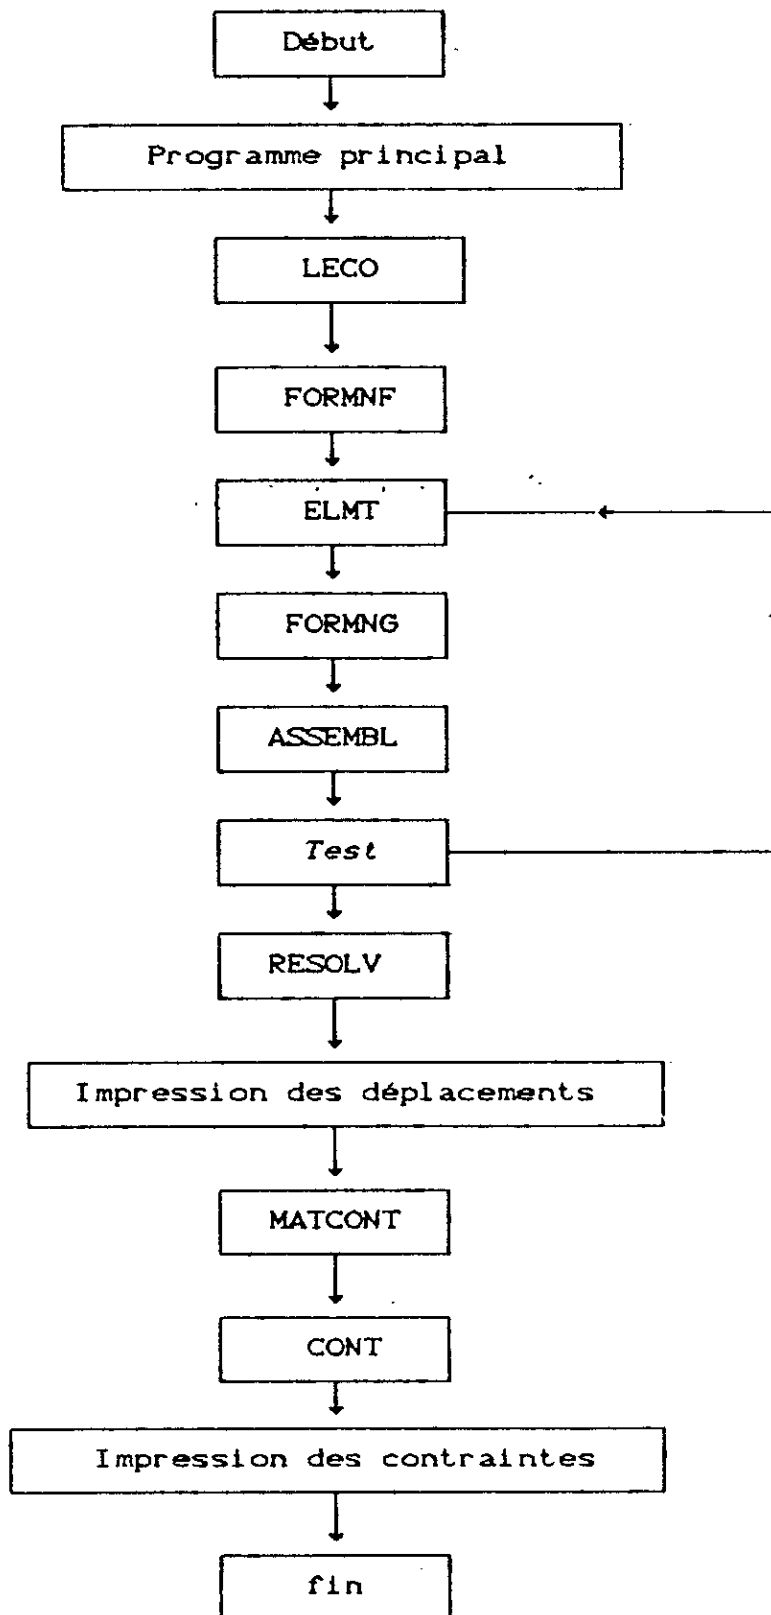 Début
Programme principal
LECO
FORMNF
ELMT
FORMNG
ASSEMBL
Test
RESOLV
Impression des déplacements
MATCONT
CONT
Impression des contraintes
fin